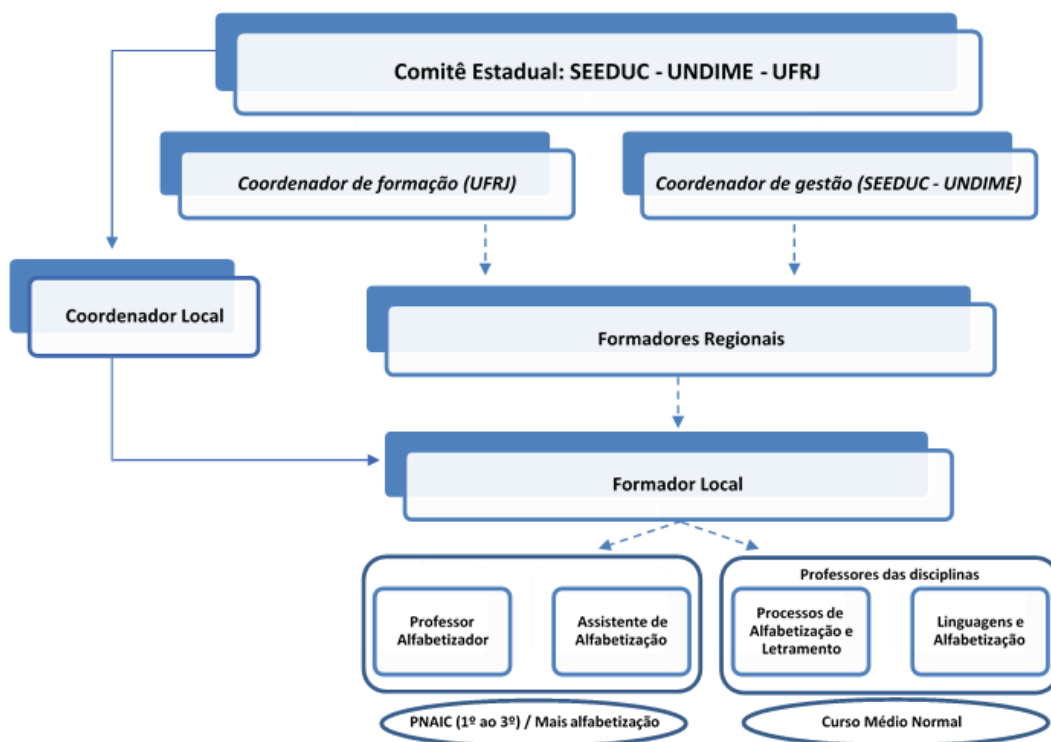 Comitê Estadual: SEEDUC - UNDIME - UFRJ
Coordenador de formação (UFRJ)
Coordenador de gestão (SEEDUC - UNDIME)
Coordenador Local
Formadores Regionais
Formador Local
Professor
Alfabetizador
Assistente de
Alfabetização
Professores das disciplinas
Processos de
Alfabetização e
Letramento
Linguagens e
Alfabetização
PNAIC (1º ao 3º) / Mais alfabetização
Curso Médio Normal